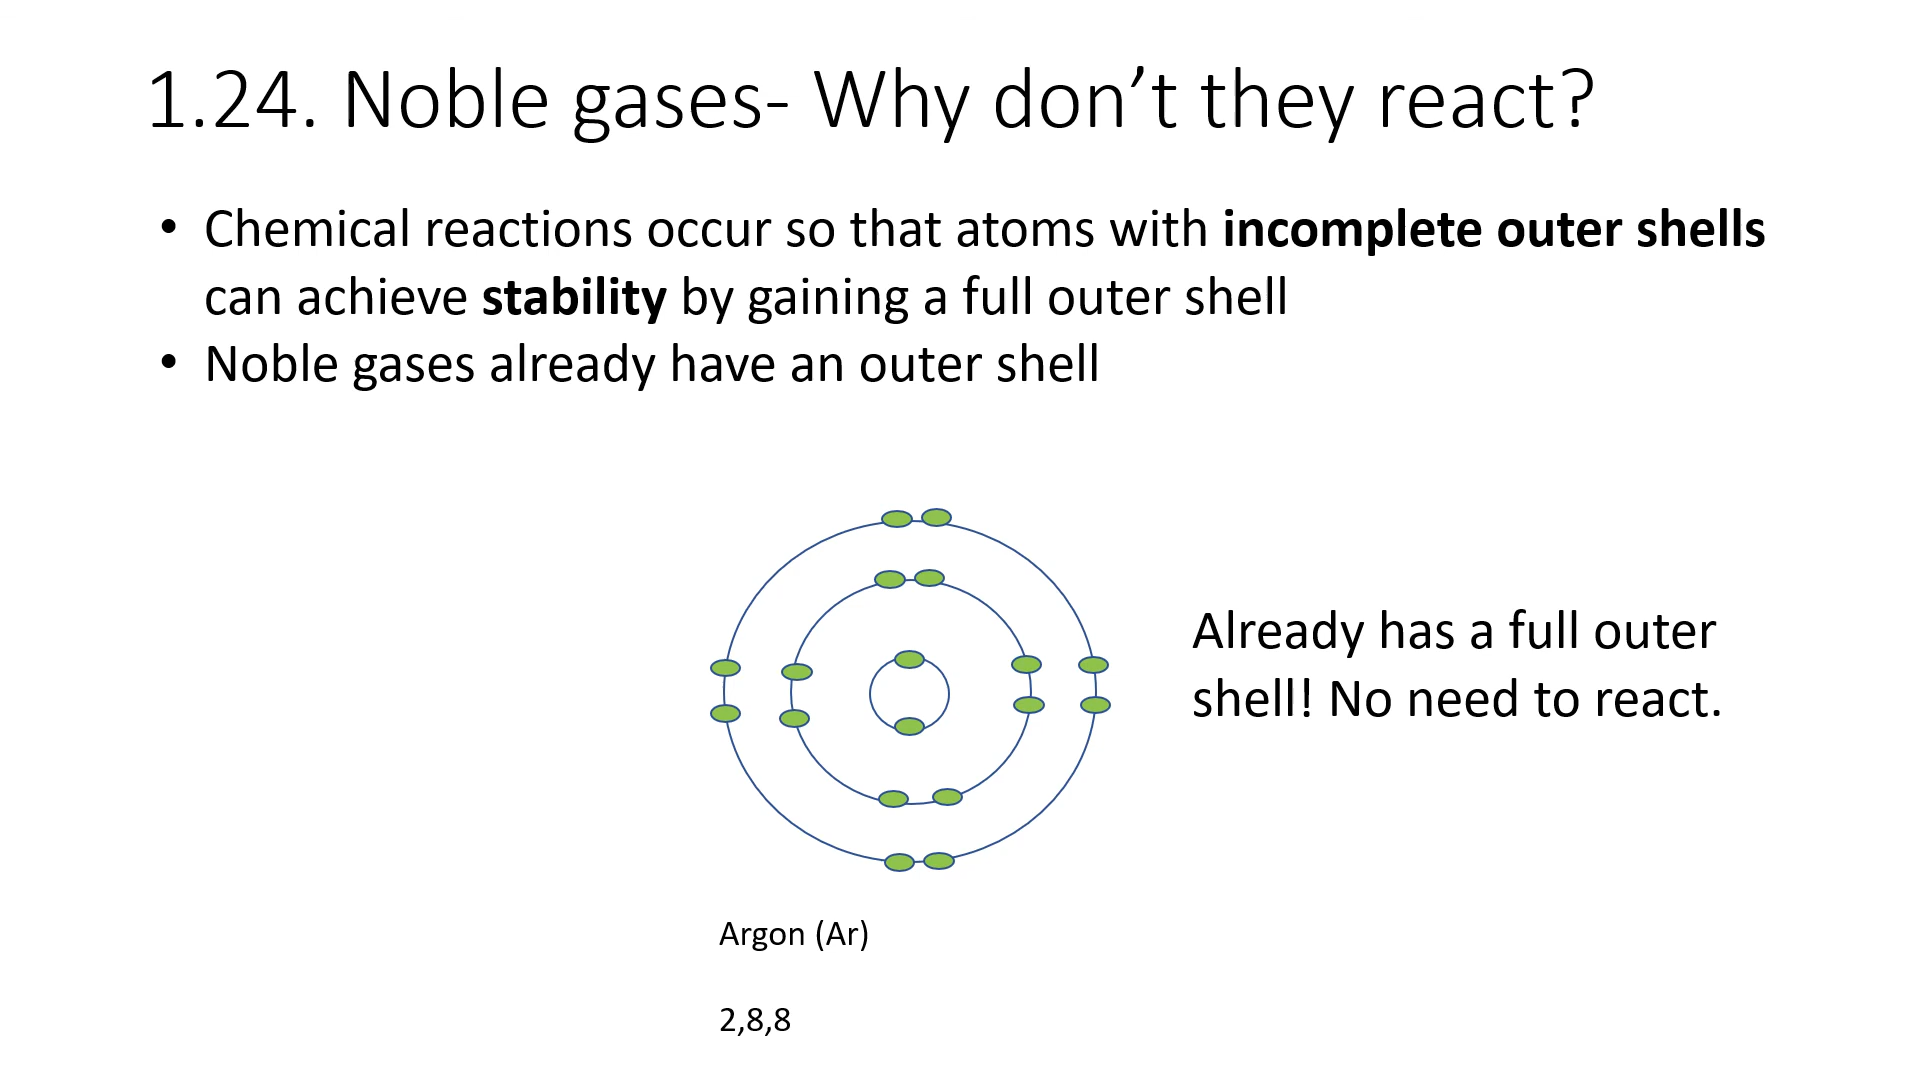 1.24. Noble gases- Why don’t they react?
• Chemical reactions occur so that atoms with incomplete outer shells
can achieve stability by gaining a full outer shell
• Noble gases already have an outer shell
Already has a full outer
shell! No need to react.
Argon (Ar)
2,8,8